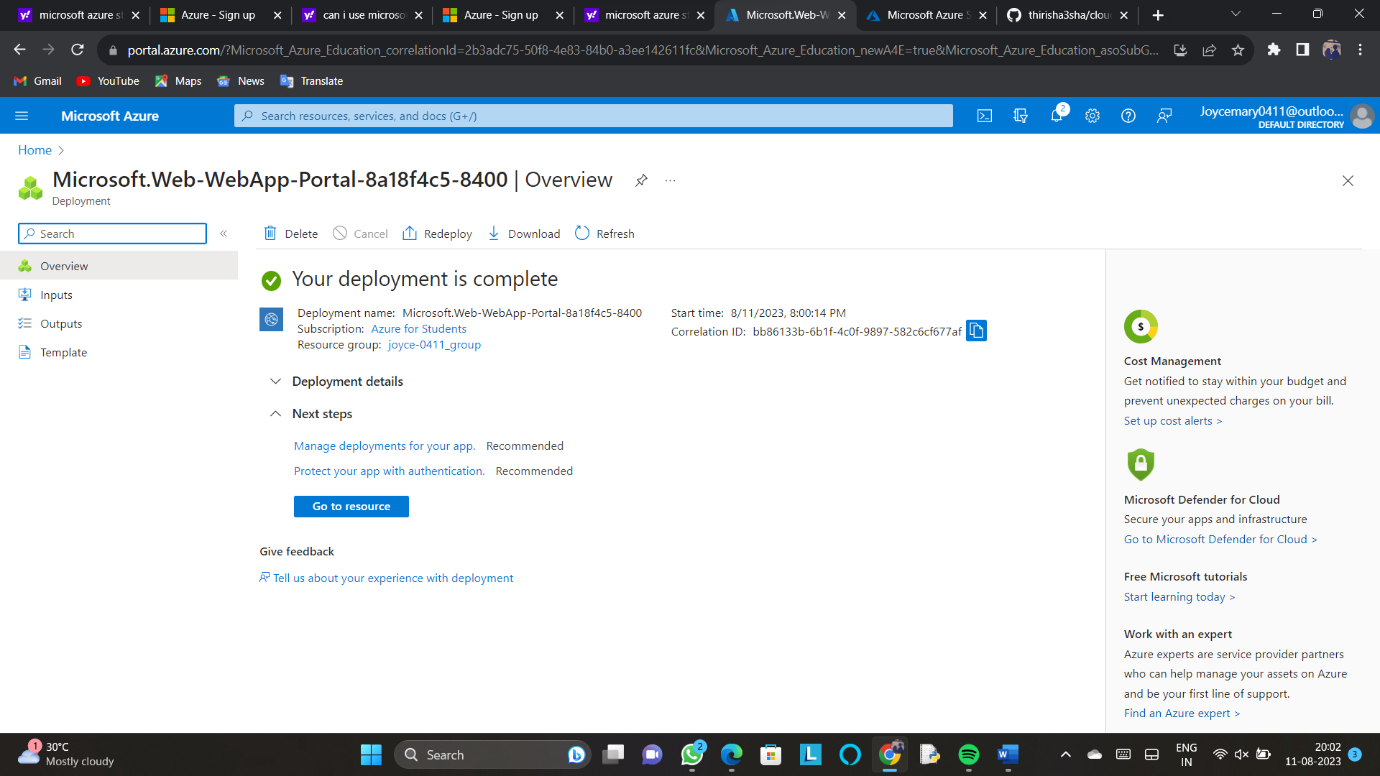 microsoft azure st
Azure - Sign up
can i use microsof
Azure - Sign up
microsoft azure st
Microsoft.Web-W
Microsoft Azure S
thirisha3sha/clou
portal.azure.com/?Microsoft_Azure_Education_correlationId=2b3adc75-50f8-4e83-84b0-a3ee142611fc&Microsoft_Azure_Education_newA4E=true&Microsoft_Azure_Education_asoSubG...
Gmail
YouTube
Maps
News
Translate
Microsoft Azure
Search resources, services, and docs (G+/)
2
Joycemary0411@outloo...
DEFAULT DIRECTORY
Home >
Microsoft.Web-WebApp-Portal-8a18f4c5-8400 | Overview
Deployment
Search
Overview
Inputs
Outputs
Template
Delete
Cancel
Redeploy
Download
Refresh
Your deployment is complete
Deployment name: Microsoft.Web-WebApp-Portal-8a18f4c5-8400
Subscription: Azure for Students
Resource group: joyce-0411_group
Start time: 8/11/2023, 8:00:14 PM
Correlation ID: bb86133b-6b1f-4c0f-9897-582c6cf677af
Deployment details
Next steps
Manage deployments for your app. Recommended
Protect your app with authentication. Recommended
Go to resource
Give feedback
Tell us about your experience with deployment
Cost Management
Get notified to stay within your budget and
prevent unexpected charges on your bill.
Set up cost alerts >
Microsoft Defender for Cloud
Secure your apps and infrastructure
Go to Microsoft Defender for Cloud >
Free Microsoft tutorials
Start learning today >
Work with an expert
Azure experts are service provider partners
who can help manage your assets on Azure
and be your first line of support.
Find an Azure expert >
1
30°C
Mostly cloudy
Search
2
ENG
IN
20:02
11-08-2023
3